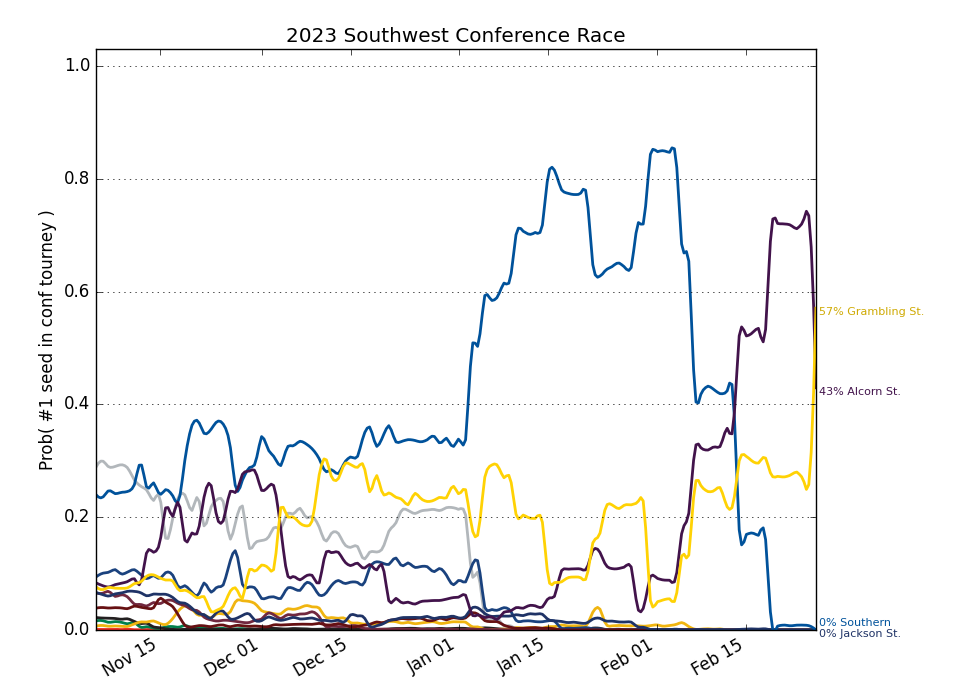 2023 Southwest Conference Race
Prob( #1 seed in conf tourney )
1.0
0.8
0.6
0.4
0.2
0.0
57% Grambling St.
43% Alcorn St.
0% Southern
0% Jackson St.
Nov 15
Dec 01
Dec 15
Jan 01
Jan 15
Feb 01
Feb 15